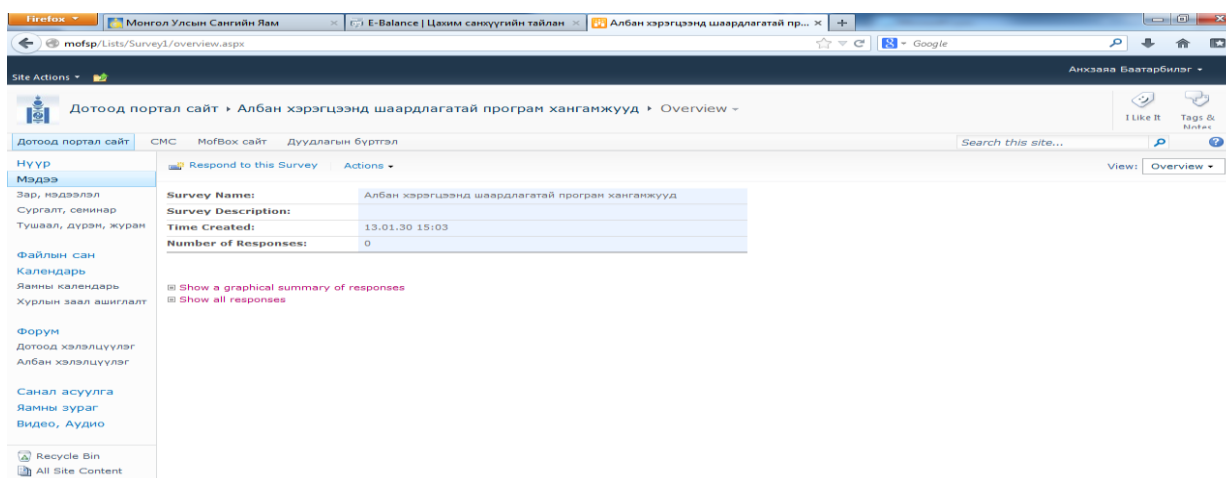 Firefox
Монгол Улсын Сангийн Яам
E-Balance | Цахим санхүүгийн тайлан
Албан хэрэгцээнд шаардлагатай пр...
mofsp/Lists/Survey1/overview.aspx
Google
Site Actions
Анхзаяа Баатарбилэг
Дотоод портал сайт ▸ Албан хэрэгцээнд шаардлагатай програм хангамжууд ▸ Overview
I Like It
Tags & Notes
Дотоод портал сайт СМС MofBox сайт Дуудлагын бүртгэл
Search this site...
Нүүр
Мэдээ
Зар, мэдээлэл
Сургалт, семинар
Тушаал, дүрэм, журам
Файлын сан
Календарь
Яамны календарь
Хурлын заал ашиглалт
Форум
Дотоод хэлэлцүүлэг
Албан хэлэлцүүлэг
Санал асуулга
Яамны зураг
Видео, Аудио
Recycle Bin
All Site Content
Respond to this Survey Actions
View: Overview
Survey Name: Албан хэрэгцээнд шаардлагатай програм хангамжууд
Survey Description:
Time Created: 13.01.30 15:03
Number of Responses: 0
Show a graphical summary of responses
Show all responses